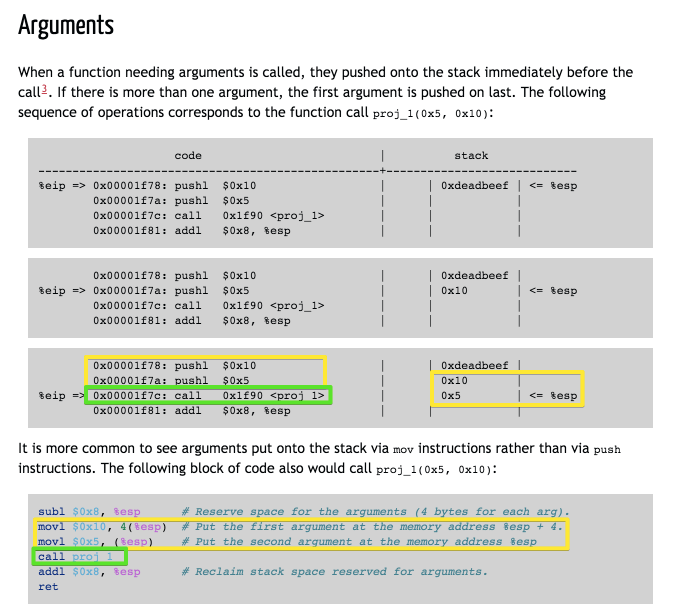 Arguments
When a function needing arguments is called, they pushed onto the stack immediately before the
call3. If there is more than one argument, the first argument is pushed on last. The following
sequence of operations corresponds to the function call proj_1(0x5, 0x10):
code | stack
---------------------------------------------------+----------------------------
%eip => 0x00001f78: pushl $0x10 | | 0xdeadbeef | <= %esp
0x00001f7a: pushl $0x5 | | |
0x00001f7c: call 0x1f90 <proj_1> | | |
0x00001f81: addl $0x8, %esp | | |
0x00001f78: pushl $0x10 | | 0xdeadbeef |
%eip => 0x00001f7a: pushl $0x5 | | 0x10 | <= %esp
0x00001f7c: call 0x1f90 <proj_1> | | |
0x00001f81: addl $0x8, %esp | | |
0x00001f78: pushl $0x10 | | 0xdeadbeef |
0x00001f7a: pushl $0x5 | | 0x10 |
%eip => 0x00001f7c: call 0x1f90 <proj_1> | | 0x5 | <= %esp
0x00001f81: addl $0x8, %esp | | |
It is more common to see arguments put onto the stack via mov instructions rather than via push
instructions. The following block of code also would call proj_1(0x5, 0x10):
subl $0x8, %esp # Reserve space for the arguments (4 bytes for each arg).
movl $0x10, 4(%esp) # Put the first argument at the memory address %esp + 4.
movl $0x5, (%esp) # Put the second argument at the memory address %esp
call proj_1
addl $0x8, %esp # Reclaim stack space reserved for arguments.
ret